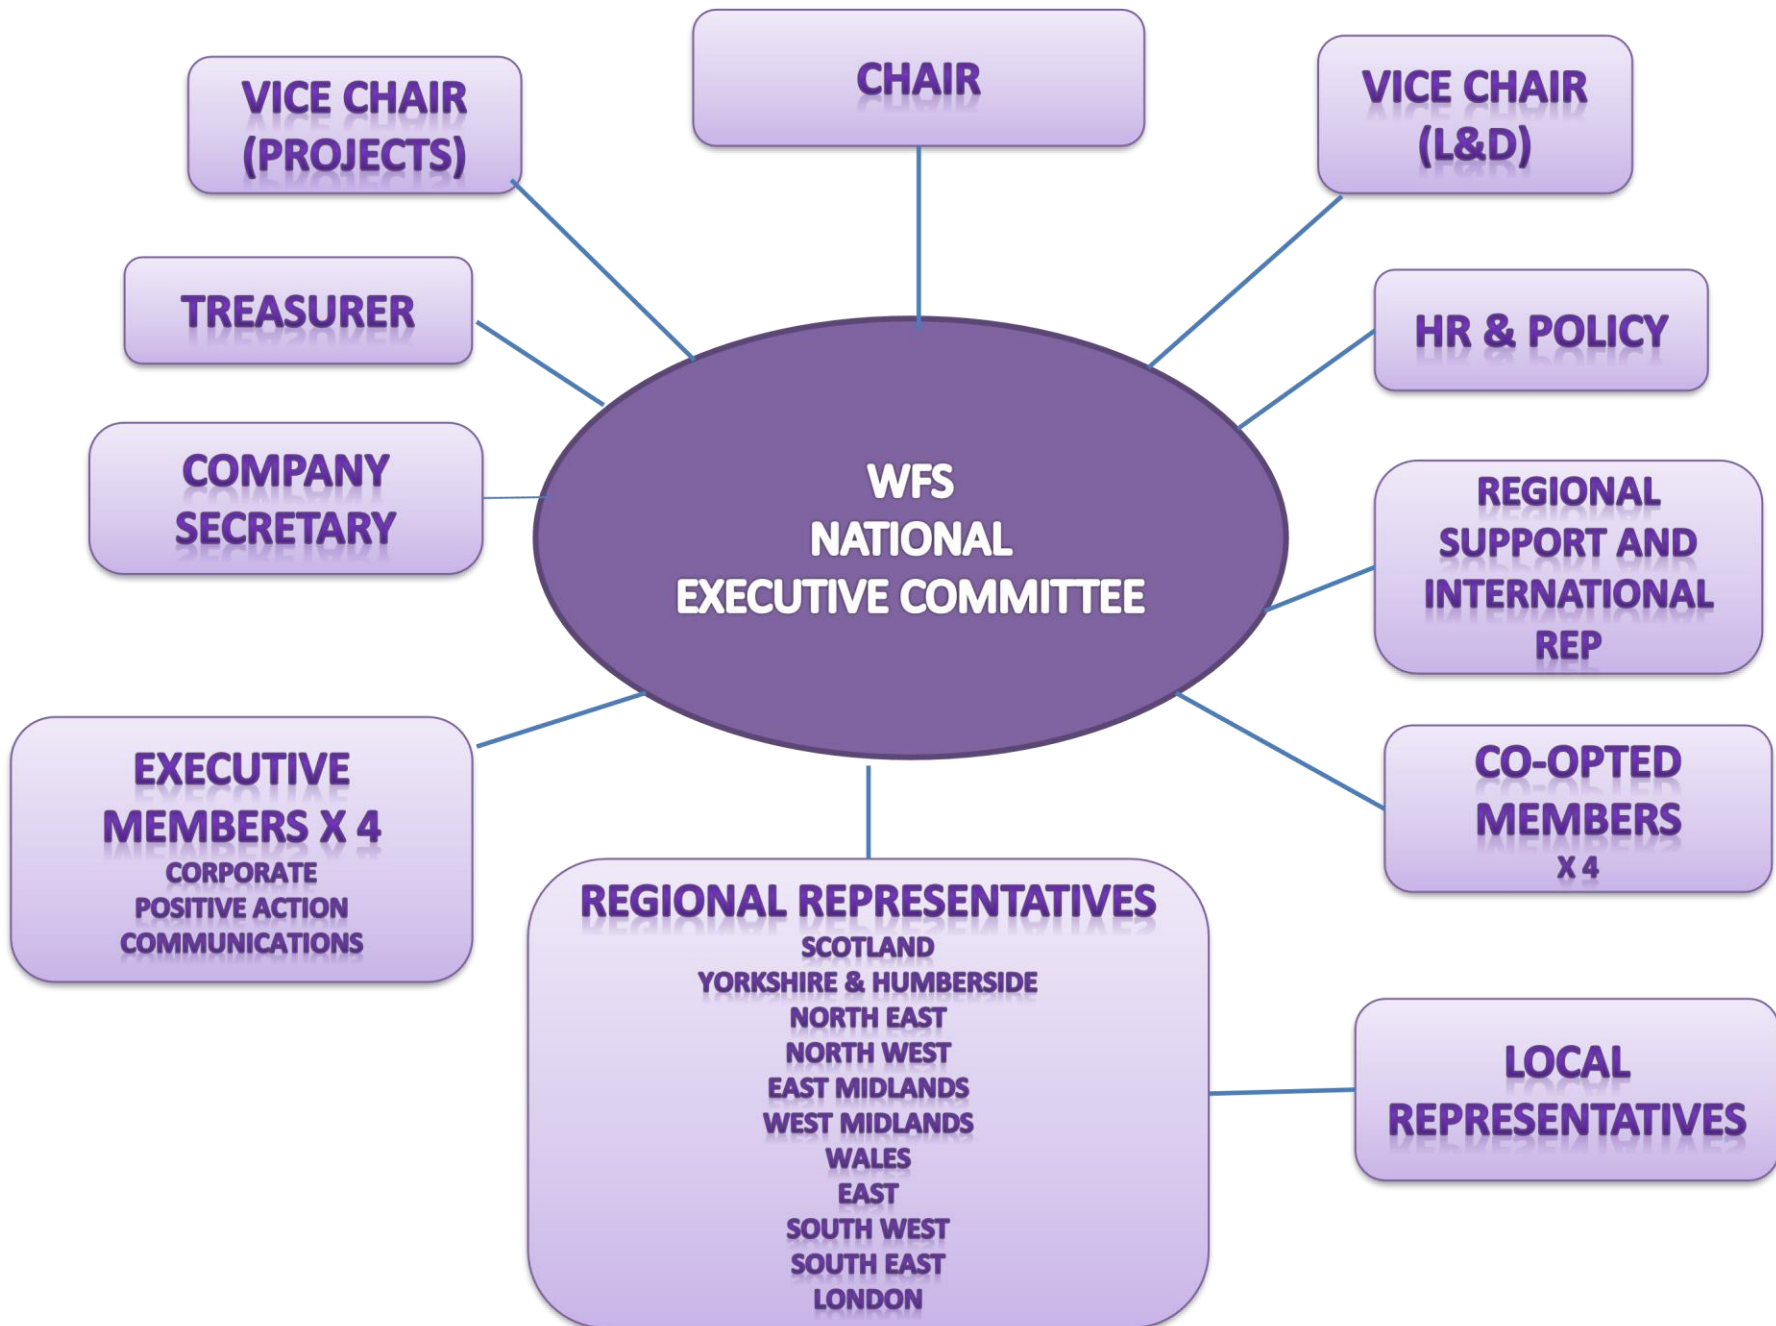 CHAIR
VICE CHAIR
(PROJECTS)
VICE CHAIR
(L&D)
TREASURER
HR & POLICY
COMPANY
SECRETARY
WFS
NATIONAL
EXECUTIVE COMMITTEE
REGIONAL
SUPPORT AND
INTERNATIONAL
REP
EXECUTIVE
MEMBERS X 4
CORPORATE
POSITIVE ACTION
COMMUNICATIONS
CO-OPTED
MEMBERS
X 4
REGIONAL REPRESENTATIVES
SCOTLAND
YORKSHIRE & HUMBERSIDE
NORTH EAST
NORTH WEST
EAST MIDLANDS
WEST MIDLANDS
WALES
EAST
SOUTH WEST
SOUTH EAST
LONDON
LOCAL
REPRESENTATIVES